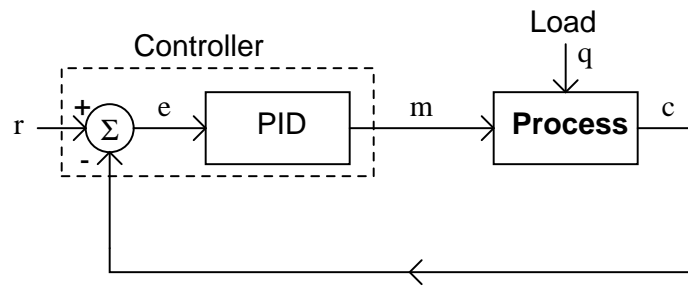 Controller
Load
q
r
+
Σ
-
e
PID
m
Process
c